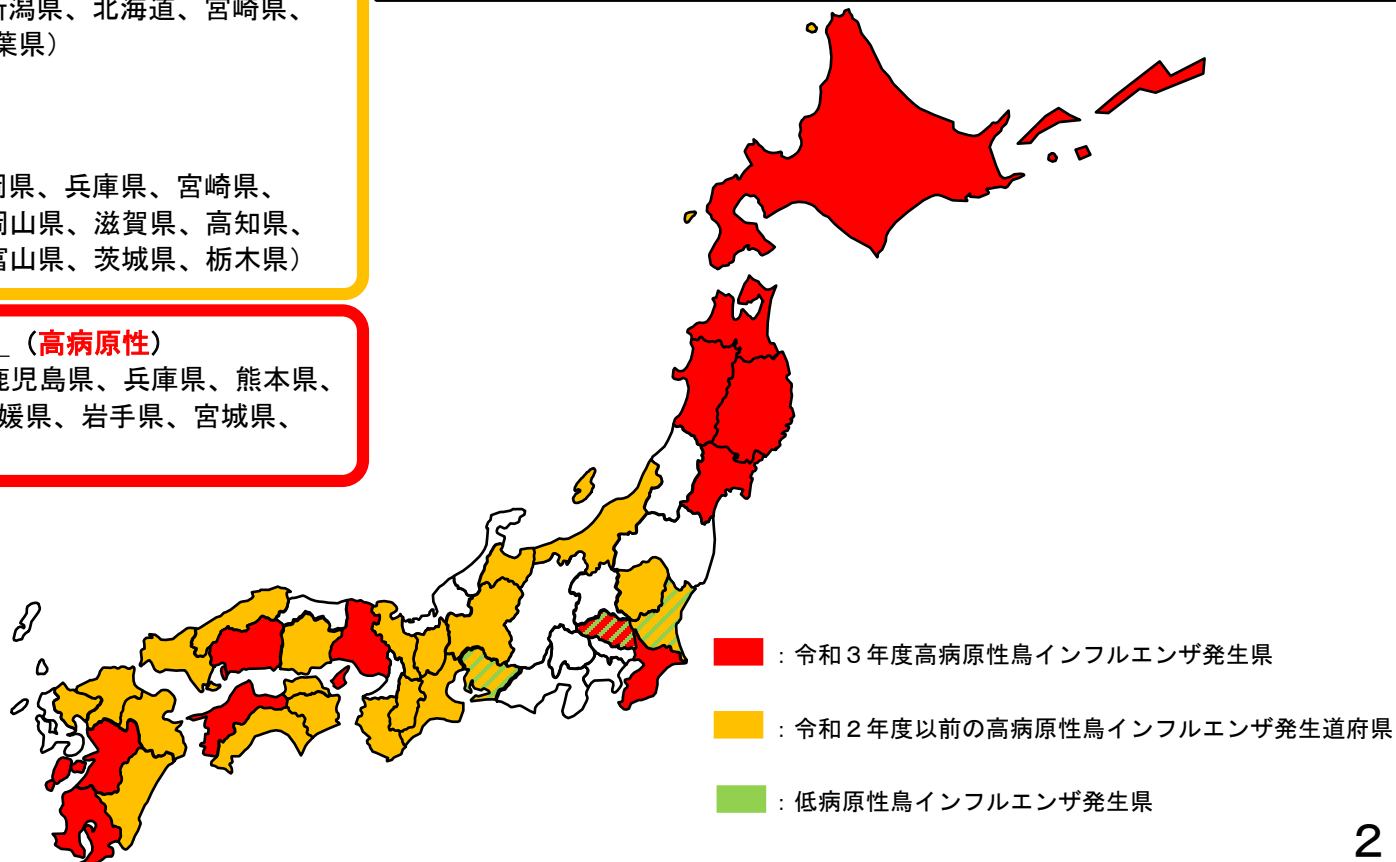 新潟県、北海道、宮崎県、
葉県）
岡県、兵庫県、宮崎県、
岡山県、滋賀県、高知県、
富山県、茨城県、栃木県）
（高病原性）
鹿児島県、兵庫県、熊本県、
媛県、岩手県、宮城県、
：令和３年度高病原性鳥インフルエンザ発生県
：令和２年度以前の高病原性鳥インフルエンザ発生道府県
：低病原性鳥インフルエンザ発生県
2